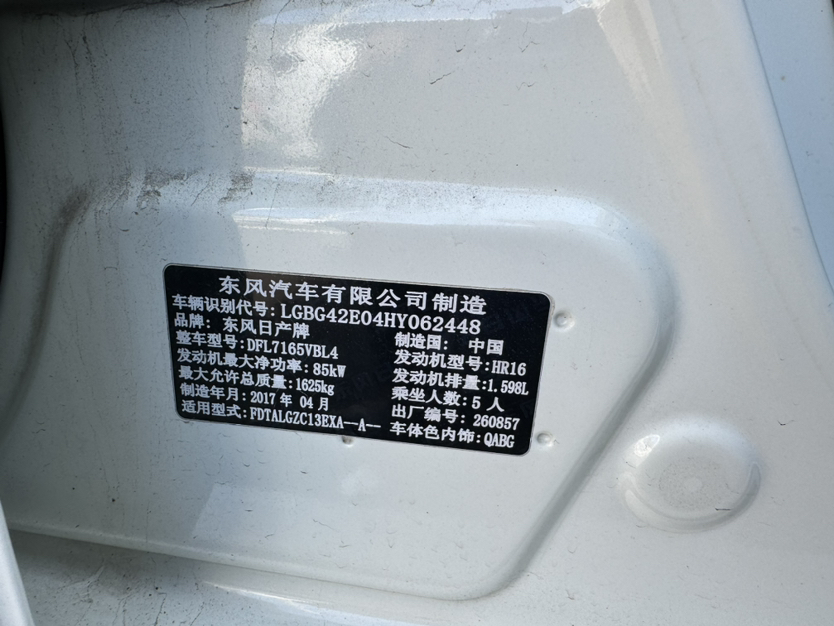 东风汽车有限公司制造
车辆识别代号: LGBG42E04HY062448
品牌: 东风日产牌 制造国: 中国
整车型号: DFL7165VBL4 发动机型号: HR16
发动机最大净功率: 85kW 发动机排量: 1.598L
最大允许总质量: 1625kg 乘坐人数: 5 人
制造年月: 2017 年 04 月 出厂编号: 260857
适用型式: FDTALGZC13EXA--A-- 车体色内饰: QABG